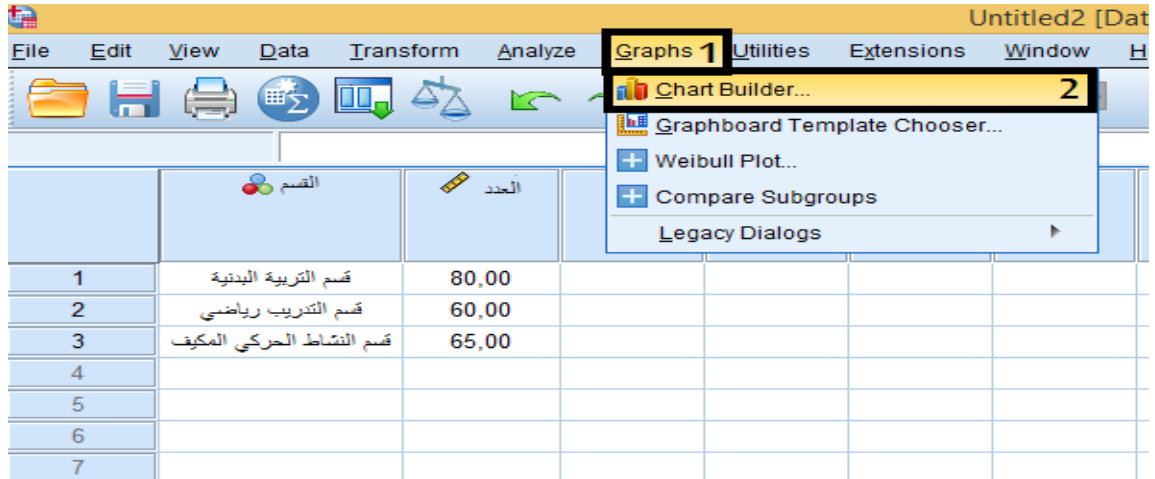 Untitled2 [Dat
File Edit View Data Transform Analyze Graphs 1 Utilities Extensions Window H
Chart Builder... 2
Graphboard Template Chooser...
Weibull Plot...
Compare Subgroups
Legacy Dialogs
القسم العدد
1 قسم التربية البدنية 80,00
2 قسم التدريب رياضي 60,00
3 قسم النشاط الحركي المكيف 65,00
4
5
6
7